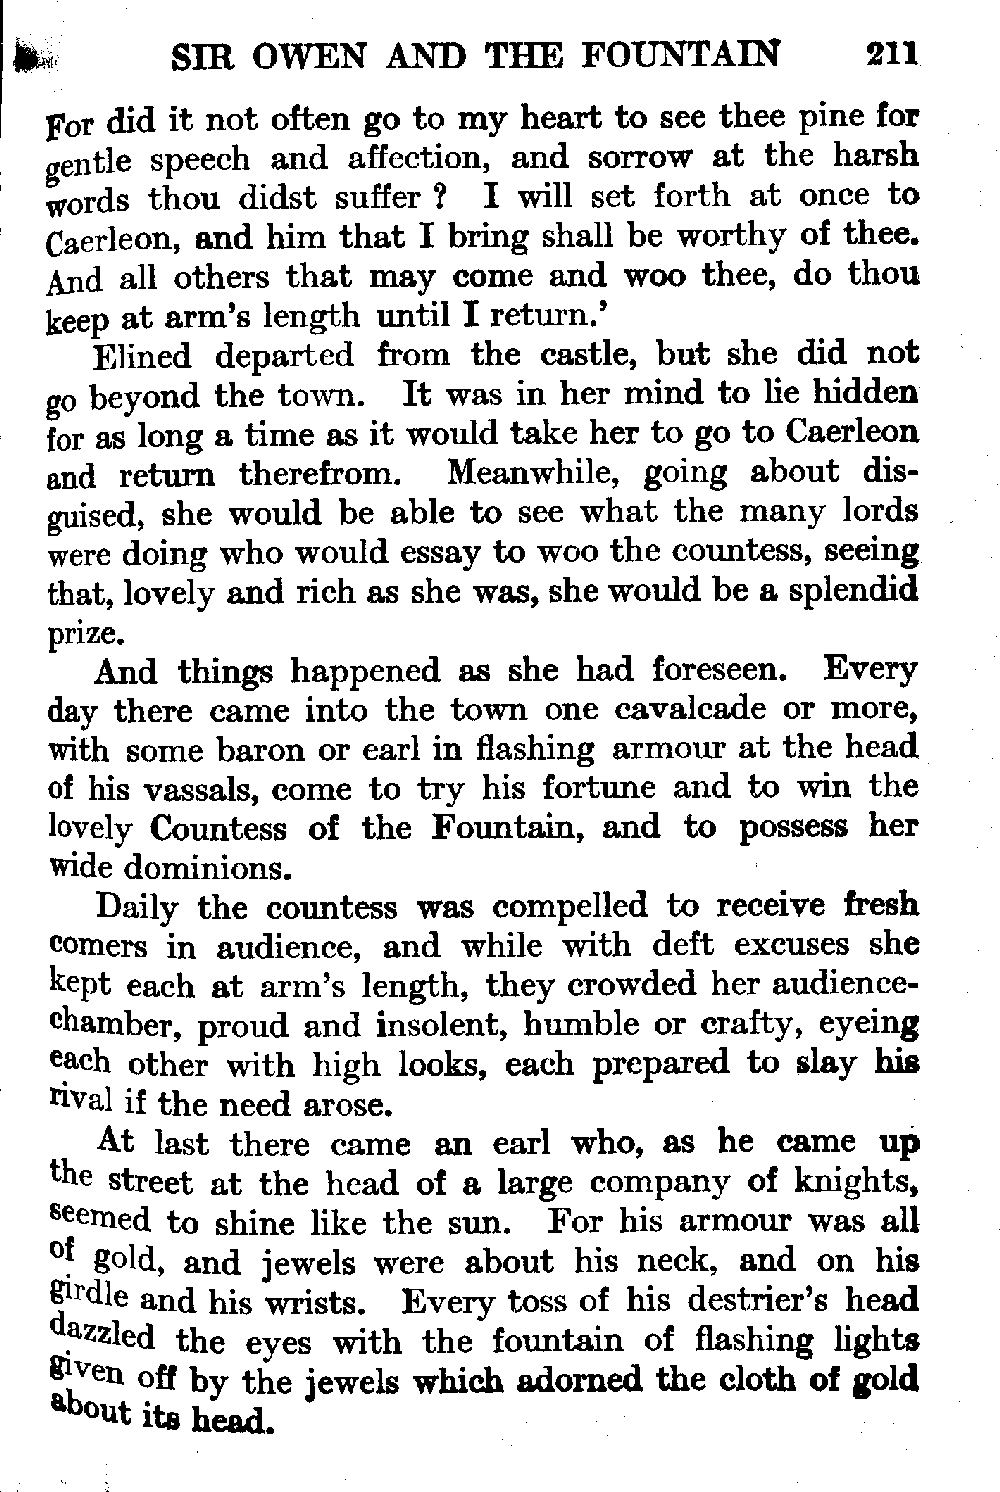 SIR OWEN AND THE FOUNTAIN 211
For did it not often go to my heart to see thee pine for
gentle speech and affection, and sorrow at the harsh
words thou didst suffer ? I will set forth at once to
Caerleon, and him that I bring shall be worthy of thee.
And all others that may come and woo thee, do thou
keep at arm's length until I return.'
Elined departed from the castle, but she did not
go beyond the town. It was in her mind to lie hidden
for as long a time as it would take her to go to Caerleon
and return therefrom. Meanwhile, going about dis-
guised, she would be able to see what the many lords
were doing who would essay to woo the countess, seeing
that, lovely and rich as she was, she would be a splendid
prize.
And things happened as she had foreseen. Every
day there came into the town one cavalcade or more,
with some baron or earl in flashing armour at the head
of his vassals, come to try his fortune and to win the
lovely Countess of the Fountain, and to possess her
wide dominions.
Daily the countess was compelled to receive fresh
comers in audience, and while with deft excuses she
kept each at arm's length, they crowded her audience-
chamber, proud and insolent, humble or crafty, eyeing
each other with high looks, each prepared to slay his
rival if the need arose.
At last there came an earl who, as he came up
the street at the head of a large company of knights,
seemed to shine like the sun. For his armour was all
of gold, and jewels were about his neck, and on his
girdle and his wrists. Every toss of his destrier's head
dazzled the eyes with the fountain of flashing lights
given off by the jewels which adorned the cloth of gold
about its head.